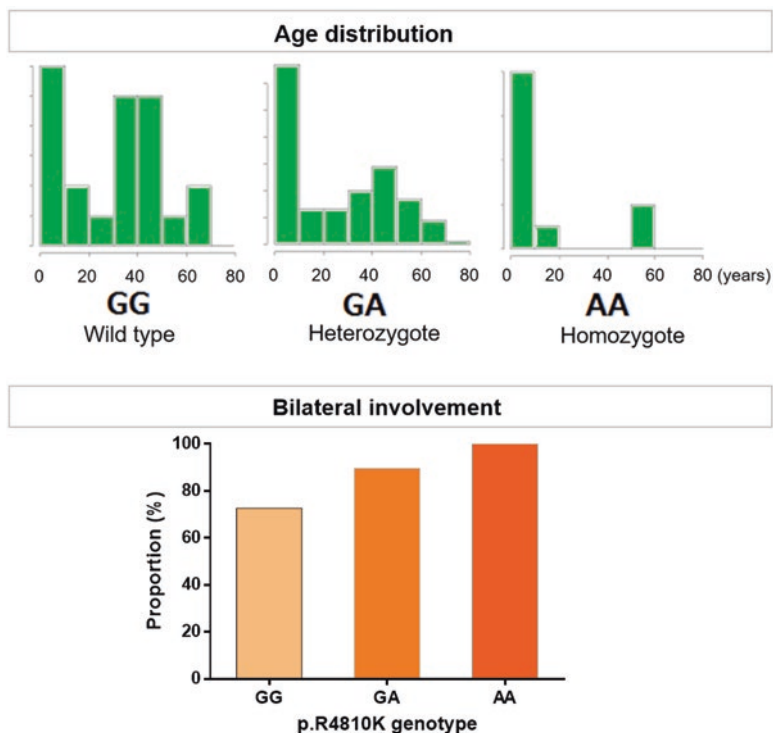 Age distribution
0 20 40 60 80 0 20 40 60 80 0 20 40 60 80 (years)
GG GA AA
Wild type Heterozygote Homozygote
Bilateral involvement
100
80
60
40
20
0
Proportion (%)
GG GA AA
p.R4810K genotype